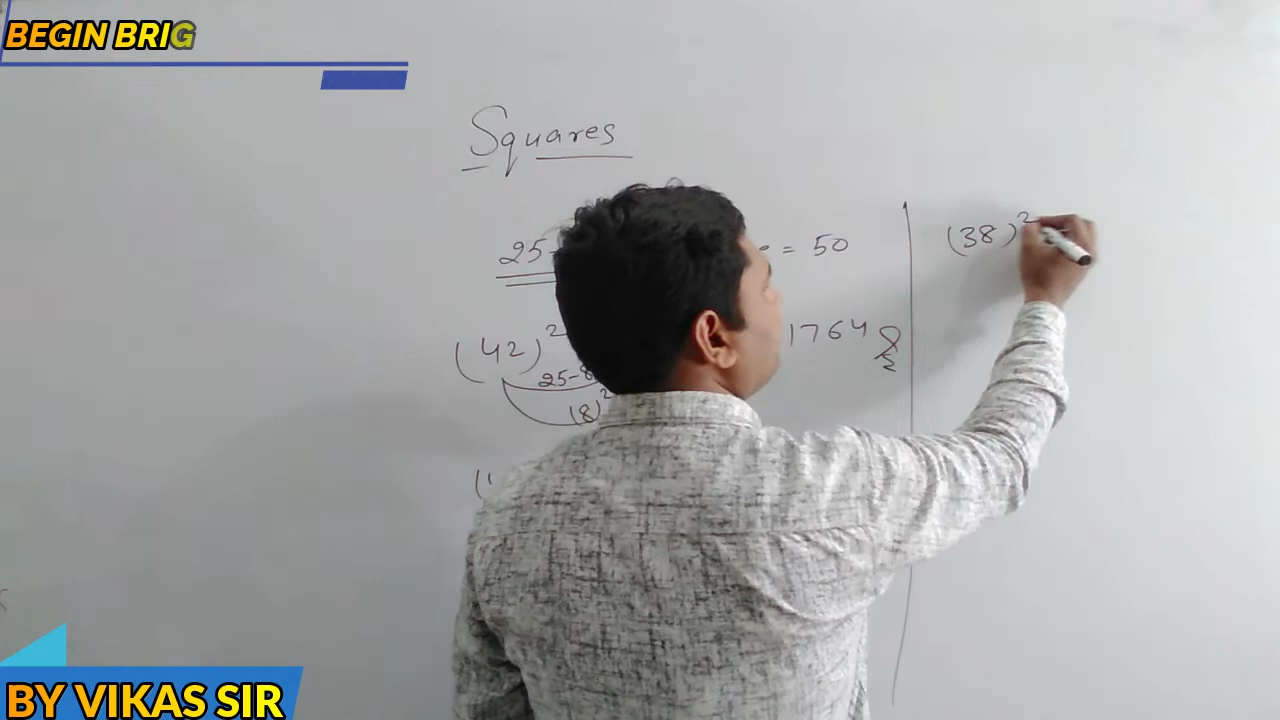 BEGIN BRIG
Squares
25- = 50
(42)² 1764
25-8
(8)²
(38)²
BY VIKAS SIR